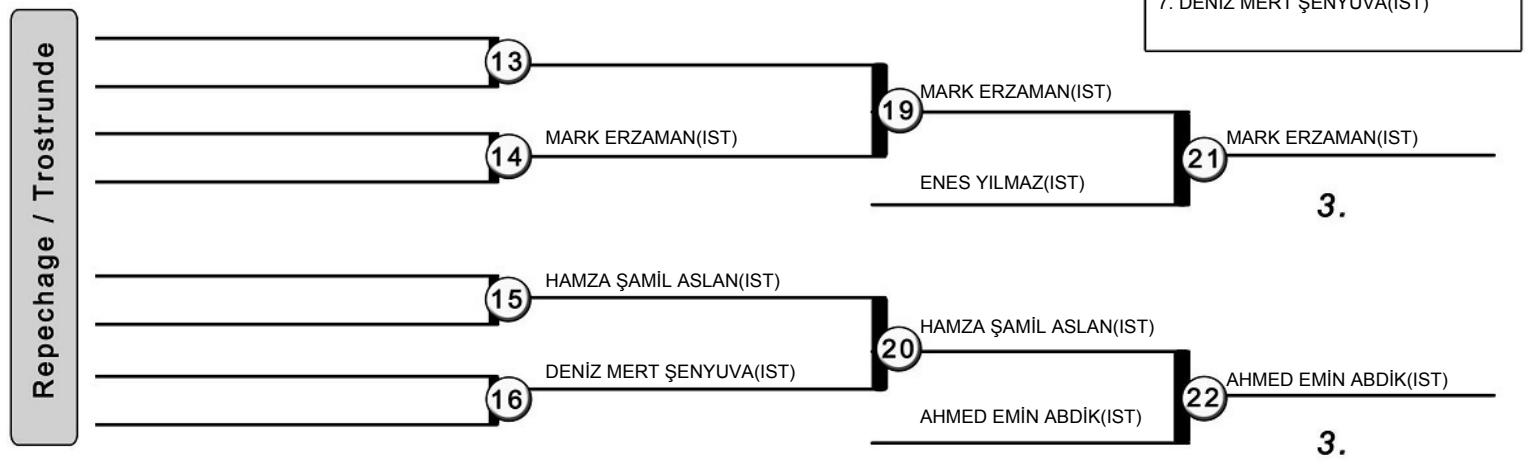 7. DENİZ MERT ŞENYUVA(IST)
Repechage / Trostrunde
13
MARK ERZAMAN(IST)
19
14
MARK ERZAMAN(IST)
MARK ERZAMAN(IST)
21
ENES YILMAZ(IST)
3.
HAMZA ŞAMİL ASLAN(IST)
15
HAMZA ŞAMİL ASLAN(IST)
20
DENİZ MERT ŞENYUVA(IST)
16
AHMED EMİN ABDİK(IST)
22
AHMED EMİN ABDİK(IST)
3.